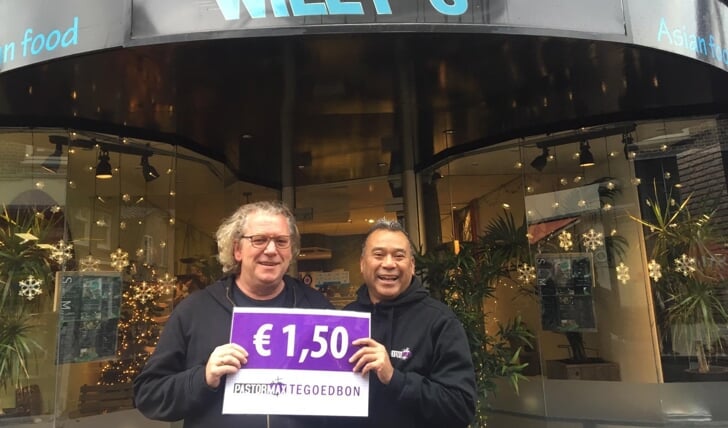 WILLY'S
n food
Asian fo
€ 1,50
PASTORMAX TEGOEDBON